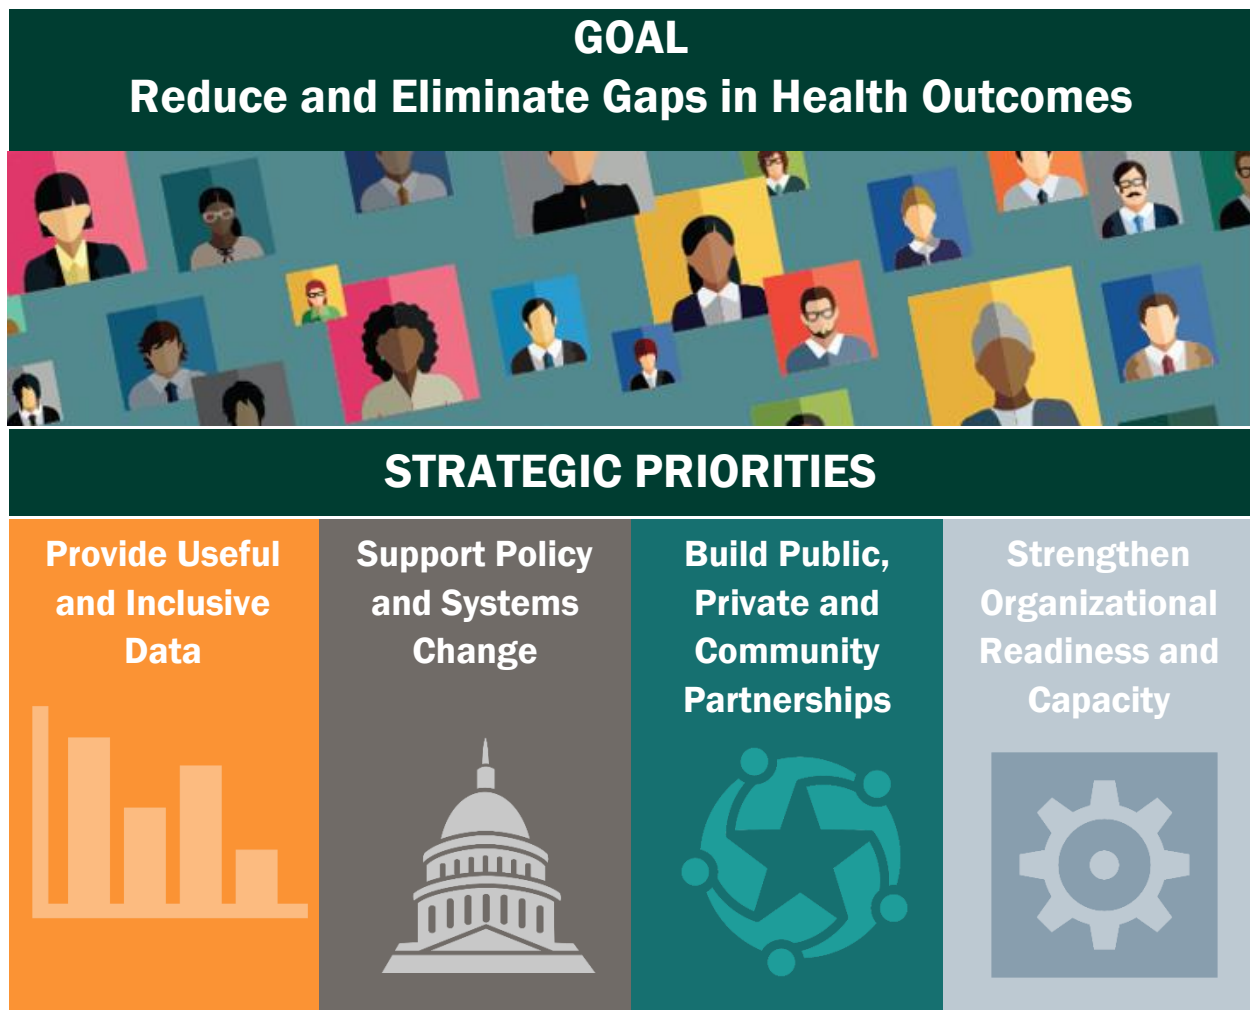 GOAL
Reduce and Eliminate Gaps in Health Outcomes
STRATEGIC PRIORITIES
Provide Useful
and Inclusive
Data
Support Policy
and Systems
Change
Build Public,
Private and
Community
Partnerships
Strengthen
Organizational
Readiness and
Capacity